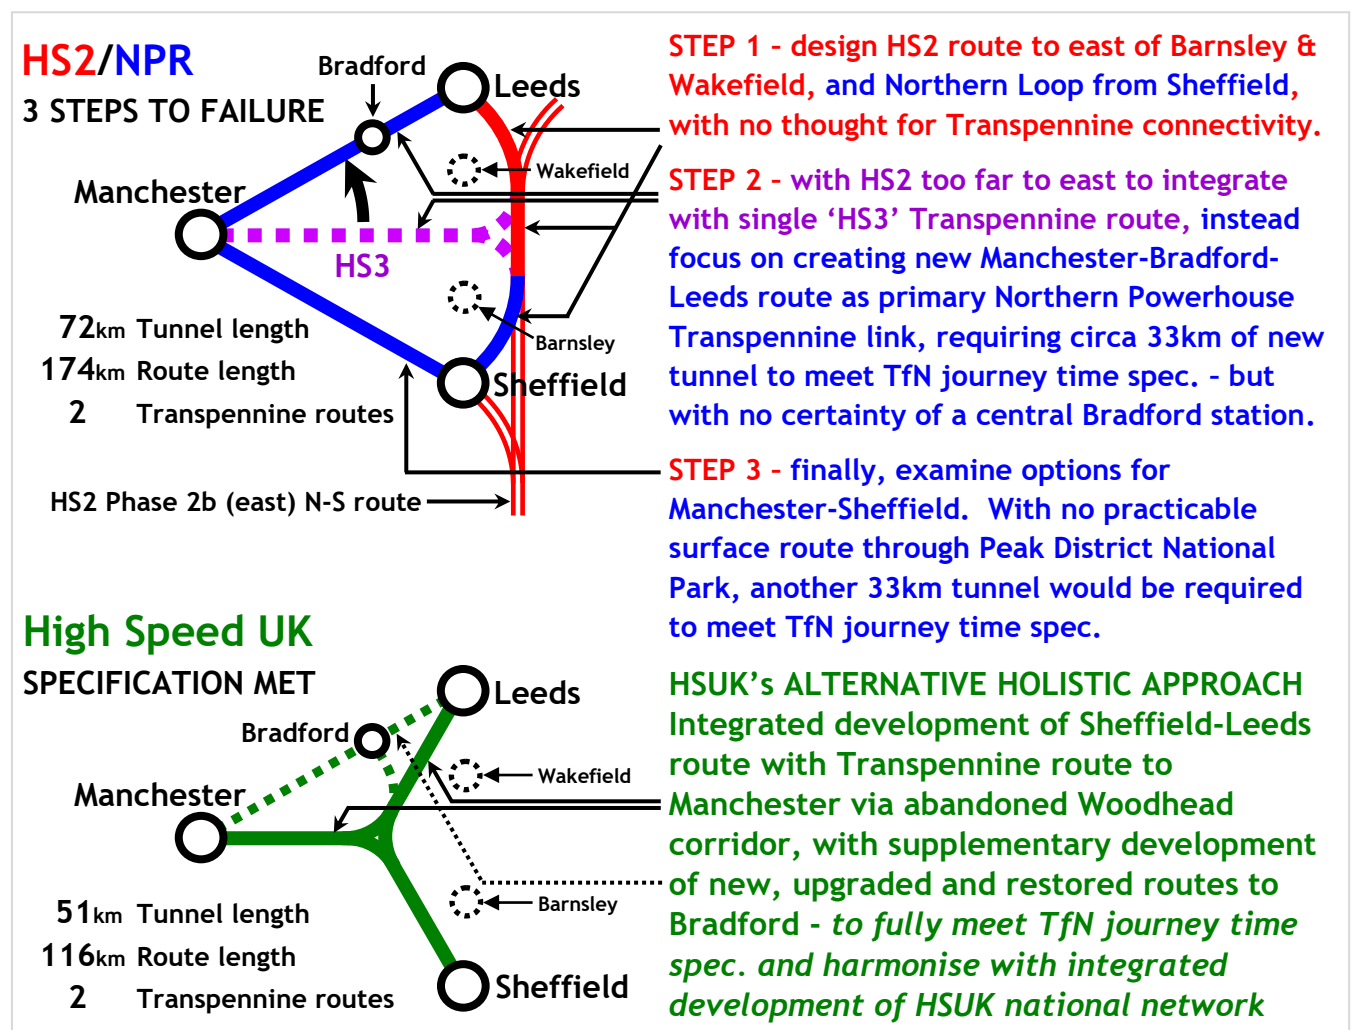 HS2/NPR
3 STEPS TO FAILURE
Bradford
Leeds
Wakefield
Manchester
HS3
Barnsley
Sheffield
72km Tunnel length
174km Route length
2 Transpennine routes
HS2 Phase 2b (east) N-S route
STEP 1 - design HS2 route to east of Barnsley &
Wakefield, and Northern Loop from Sheffield,
with no thought for Transpennine connectivity.
STEP 2 - with HS2 too far to east to integrate
with single ‘HS3’ Transpennine route, instead
focus on creating new Manchester-Bradford-
Leeds route as primary Northern Powerhouse
Transpennine link, requiring circa 33km of new
tunnel to meet TfN journey time spec. – but
with no certainty of a central Bradford station.
STEP 3 - finally, examine options for
Manchester-Sheffield. With no practicable
surface route through Peak District National
Park, another 33km tunnel would be required
to meet TfN journey time spec.
High Speed UK
SPECIFICATION MET
Leeds
Bradford
Wakefield
Manchester
Barnsley
Sheffield
51km Tunnel length
116km Route length
2 Transpennine routes
HSUK’s ALTERNATIVE HOLISTIC APPROACH
Integrated development of Sheffield-Leeds
route with Transpennine route to
Manchester via abandoned Woodhead
corridor, with supplementary development
of new, upgraded and restored routes to
Bradford - to fully meet TfN journey time
spec. and harmonise with integrated
development of HSUK national network